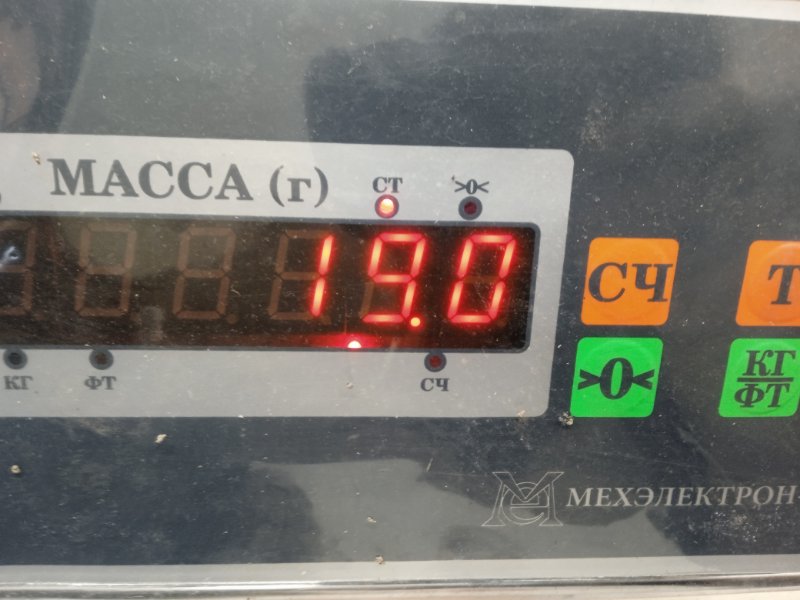 МАССА (г)
СТ >0<
19.0
КГ ФТ СЧ
СЧ Т
>0< КГ/ФТ
МЕХЭЛЕКТРОН-